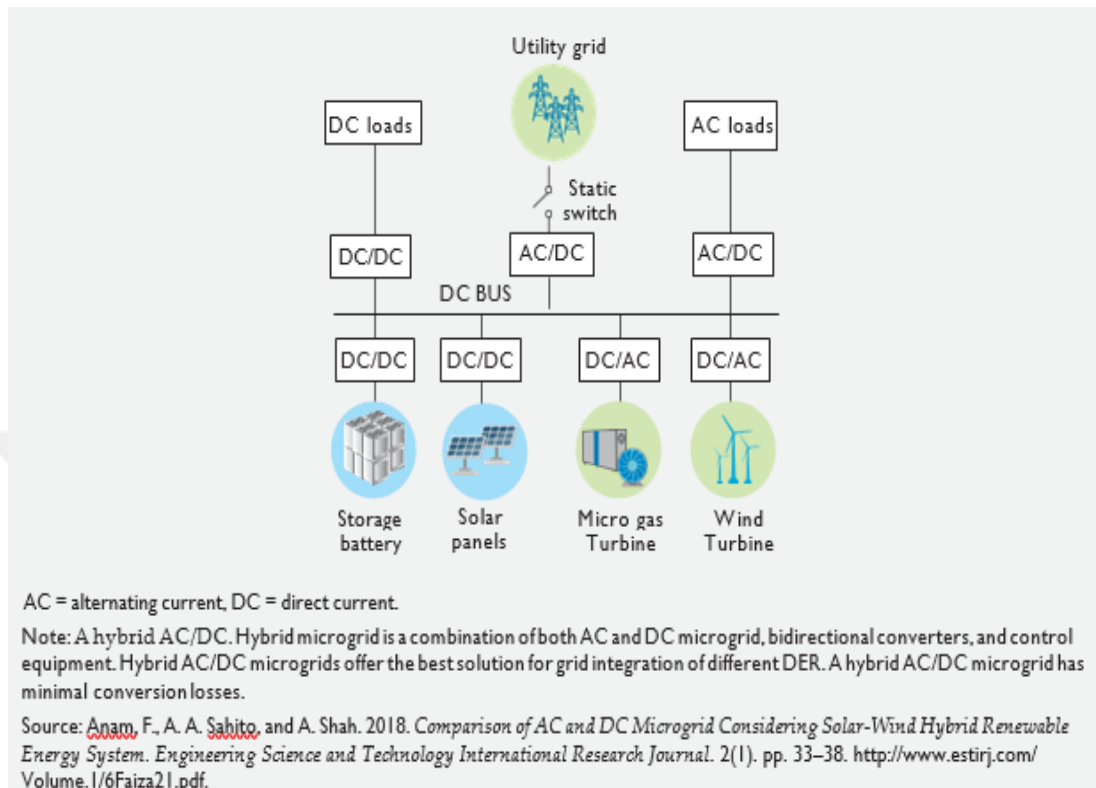 Utility grid
DC loads
AC loads
Static
switch
DC/DC
AC/DC
AC/DC
DC BUS
DC/DC
DC/DC
DC/AC
DC/AC
Storage
battery
Solar
panels
Micro gas
Turbine
Wind
Turbine
AC = alternating current, DC = direct current.
Note: A hybrid AC/DC. Hybrid microgrid is a combination of both AC and DC microgrid, bidirectional converters, and control
equipment. Hybrid AC/DC microgrids offer the best solution for grid integration of different DER. A hybrid AC/DC microgrid has
minimal conversion losses.
Source: Anam, F., A. A. Sahito, and A. Shah. 2018. Comparison of AC and DC Microgrid Considering Solar-Wind Hybrid Renewable
Energy System. Engineering Science and Technology International Research Journal. 2(1). pp. 33–38. http://www.estirj.com/
Volume.1/6Faiza21.pdf.